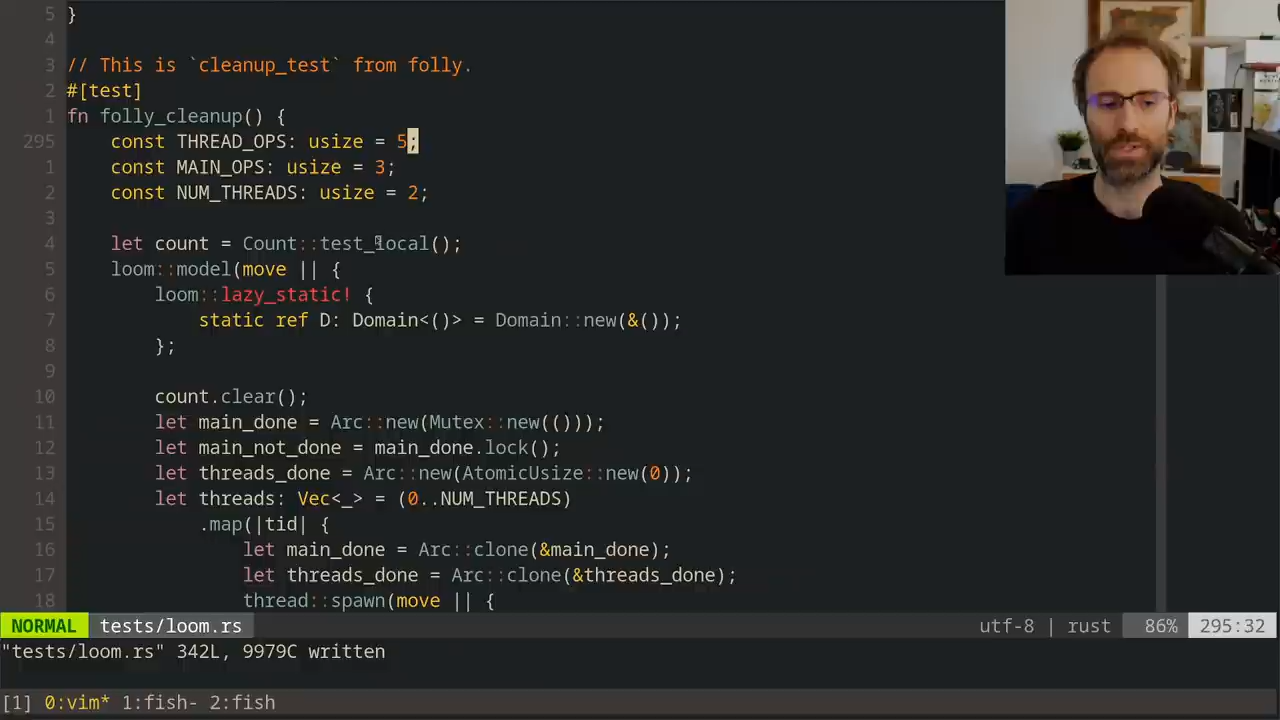 5 }
4
3 // This is `cleanup_test` from folly.
2 #[test]
1 fn folly_cleanup() {
295 const THREAD_OPS: usize = 5;
1 const MAIN_OPS: usize = 3;
2 const NUM_THREADS: usize = 2;
3
4 let count = Count::test_local();
5 loom::model(move || {
6 loom::lazy_static! {
7 static ref D: Domain<()> = Domain::new(&());
8 };
9
10 count.clear();
11 let main_done = Arc::new(Mutex::new(()));
12 let main_not_done = main_done.lock();
13 let threads_done = Arc::new(AtomicUsize::new(0));
14 let threads: Vec<_> = (0..NUM_THREADS)
15 .map(|tid| {
16 let main_done = Arc::clone(&main_done);
17 let threads_done = Arc::clone(&threads_done);
18 thread::spawn(move || {
NORMAL tests/loom.rs utf-8 | rust 86% 295:32
"tests/loom.rs" 342L, 9979C written
[1] 0:vim* 1:fish- 2:fish